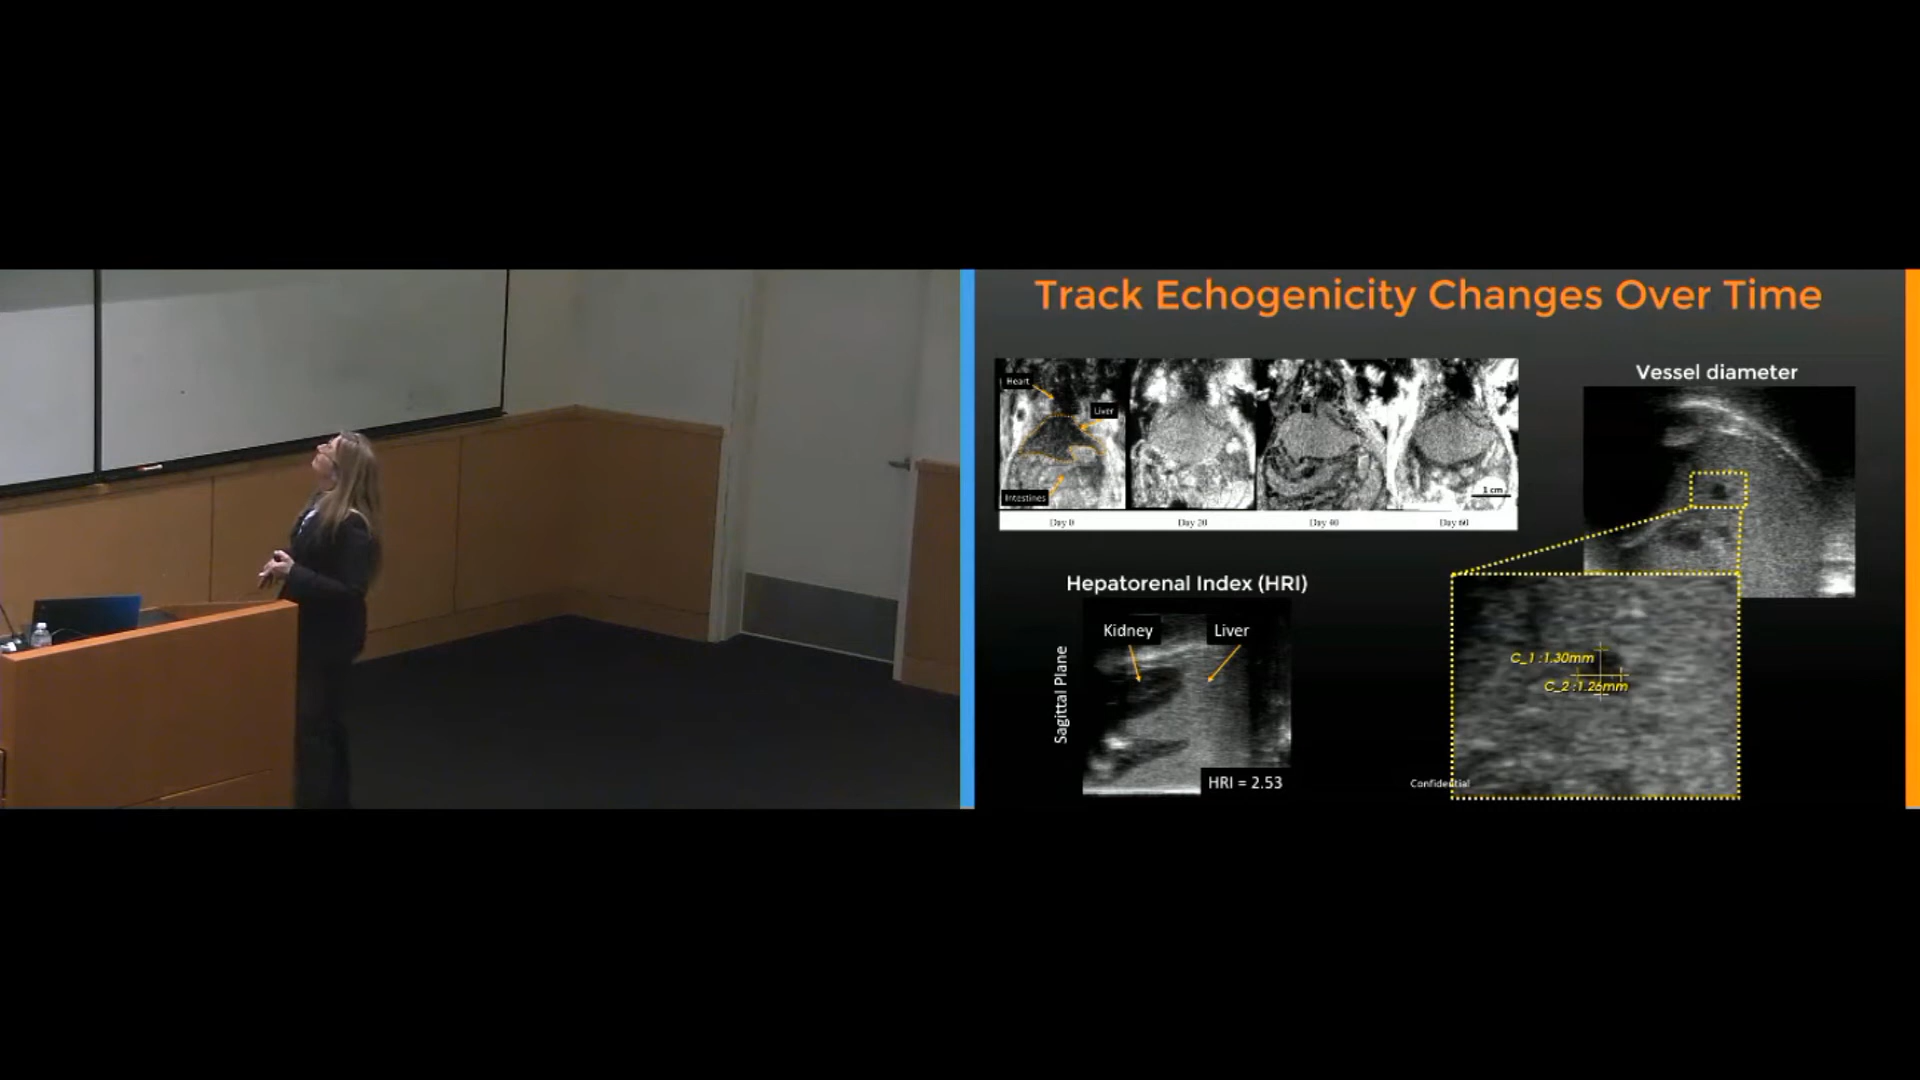 Track Echogenicity Changes Over Time
Heart
Liver
Intestines
1 cm
Day 0
Day 20
Day 40
Day 60
Vessel diameter
Hepatorenal Index (HRI)
Kidney
Liver
Sagittal Plane
HRI = 2.53
C_1 :1.30mm
C_2 :1.26mm
Confidential